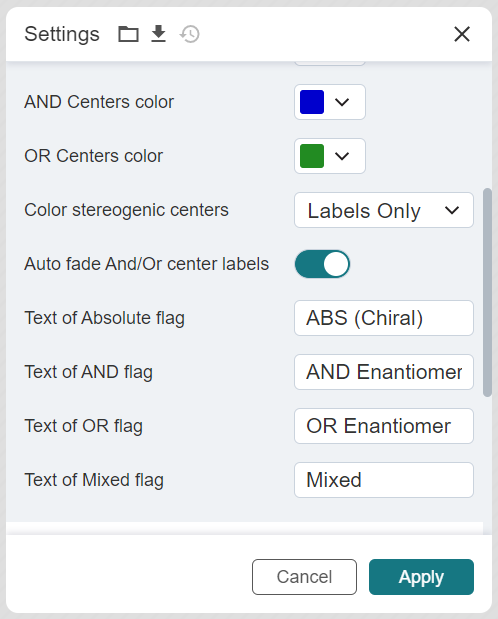 Settings
AND Centers color
OR Centers color
Color stereogenic centers Labels Only
Auto fade And/Or center labels
Text of Absolute flag ABS (Chiral)
Text of AND flag AND Enantiomer
Text of OR flag OR Enantiomer
Text of Mixed flag Mixed
Cancel Apply